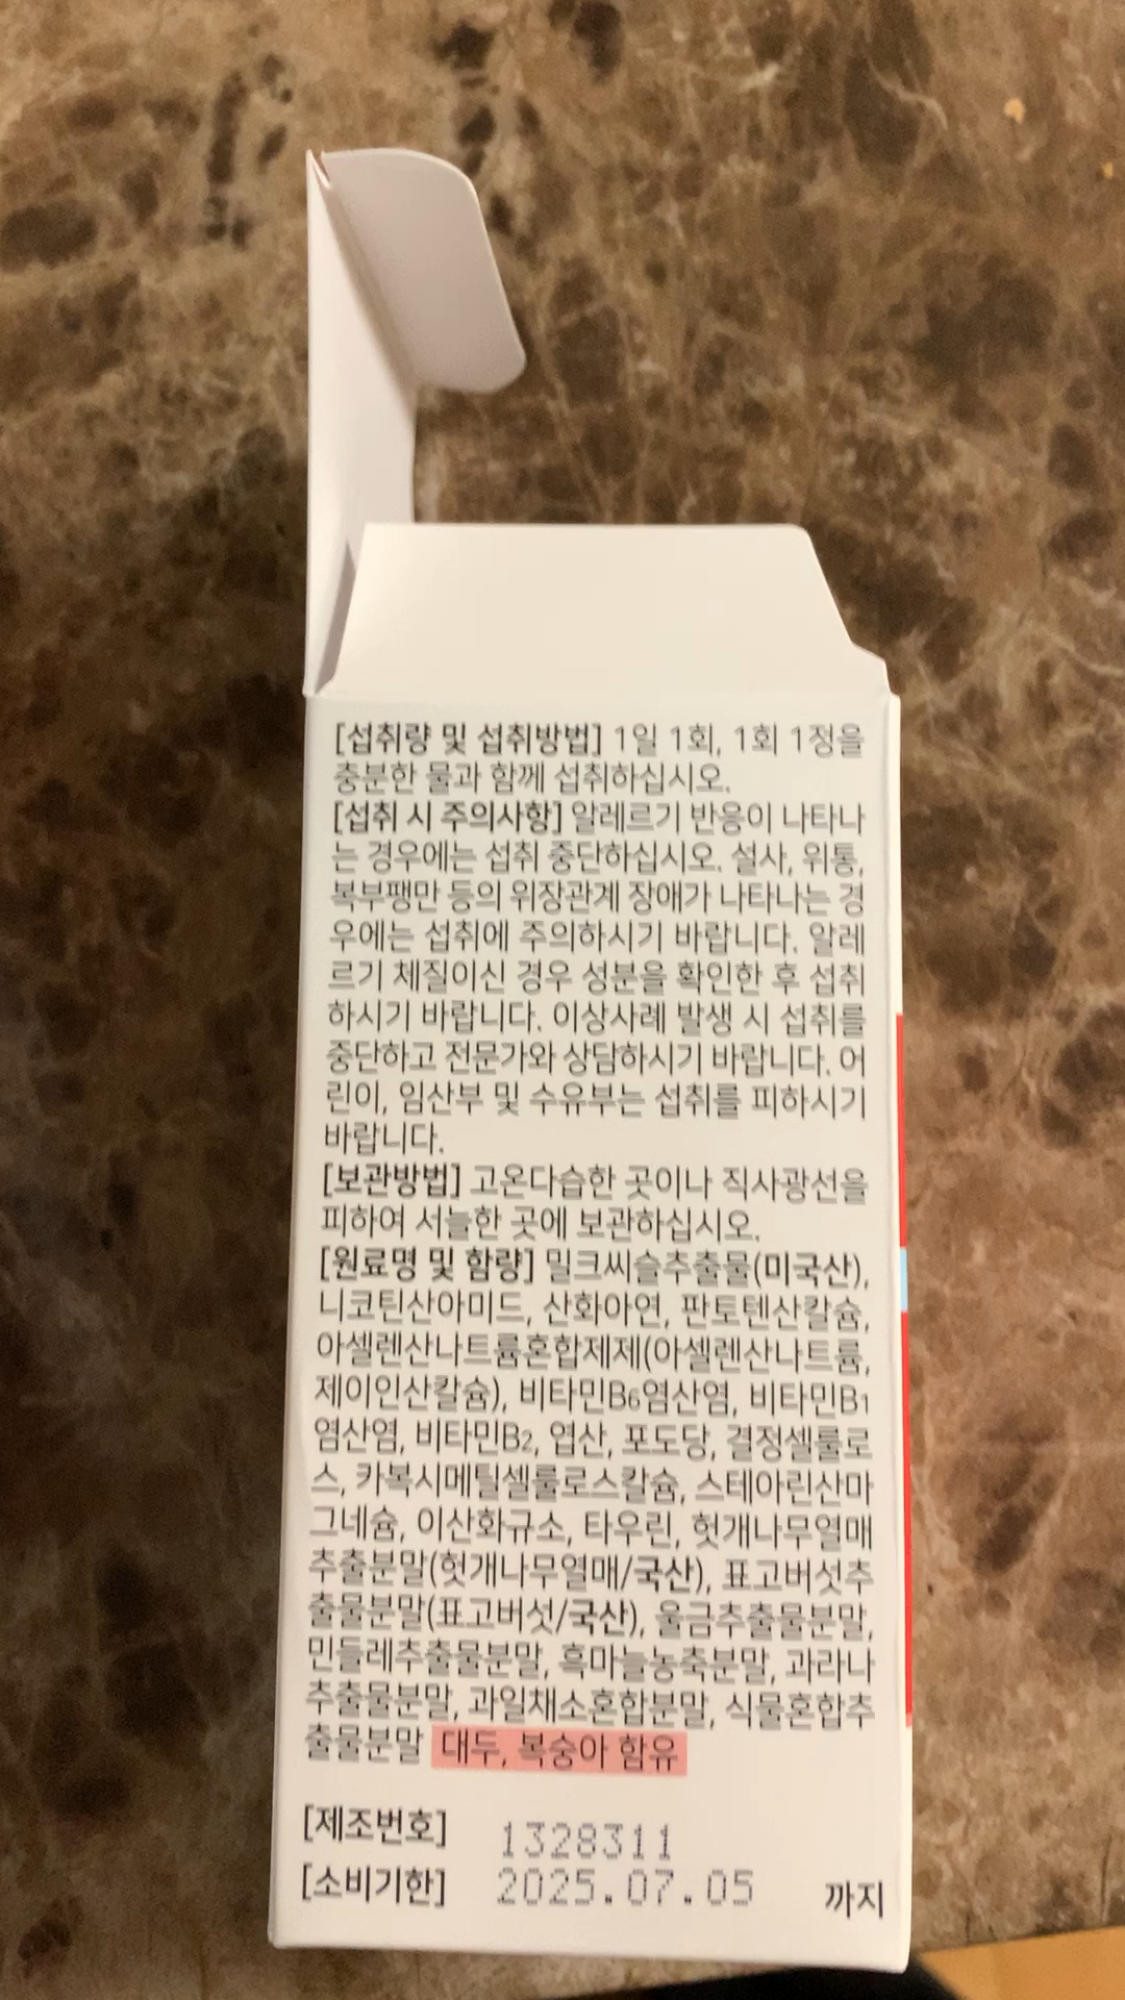 [섭취량 및 섭취방법] 1일 1회, 1회 1정을
충분한 물과 함께 섭취하십시오.
[섭취 시 주의사항] 알레르기 반응이 나타나
는 경우에는 섭취 중단하십시오. 설사, 위통,
복부팽만 등의 위장관계 장애가 나타나는 경
우에는 섭취에 주의하시기 바랍니다. 알레
르기 체질이신 경우 성분을 확인한 후 섭취
하시기 바랍니다. 이상사례 발생 시 섭취를
중단하고 전문가와 상담하시기 바랍니다. 어
린이, 임산부 및 수유부는 섭취를 피하시기
바랍니다.
[보관방법] 고온다습한 곳이나 직사광선을
피하여 서늘한 곳에 보관하십시오.
[원료명 및 함량] 밀크씨슬추출물(미국산),
니코틴산아미드, 산화아연, 판토텐산칼슘,
아셀렌산나트륨혼합제제(아셀렌산나트륨,
제이인산칼슘), 비타민B6염산염, 비타민B1
염산염, 비타민B2, 엽산, 포도당, 결정셀룰로
스, 카복시메틸셀룰로스칼슘, 스테아린산마
그네슘, 이산화규소, 타우린, 헛개나무열매
추출분말(헛개나무열매/국산), 표고버섯추
출물분말(표고버섯/국산), 울금추출물분말,
민들레추출물분말, 흑마늘농축분말, 과라나
추출물분말, 과일채소혼합분말, 식물혼합추
출물분말 대두, 복숭아 함유
[제조번호] 1328311
[소비기한] 2025.07.05 까지